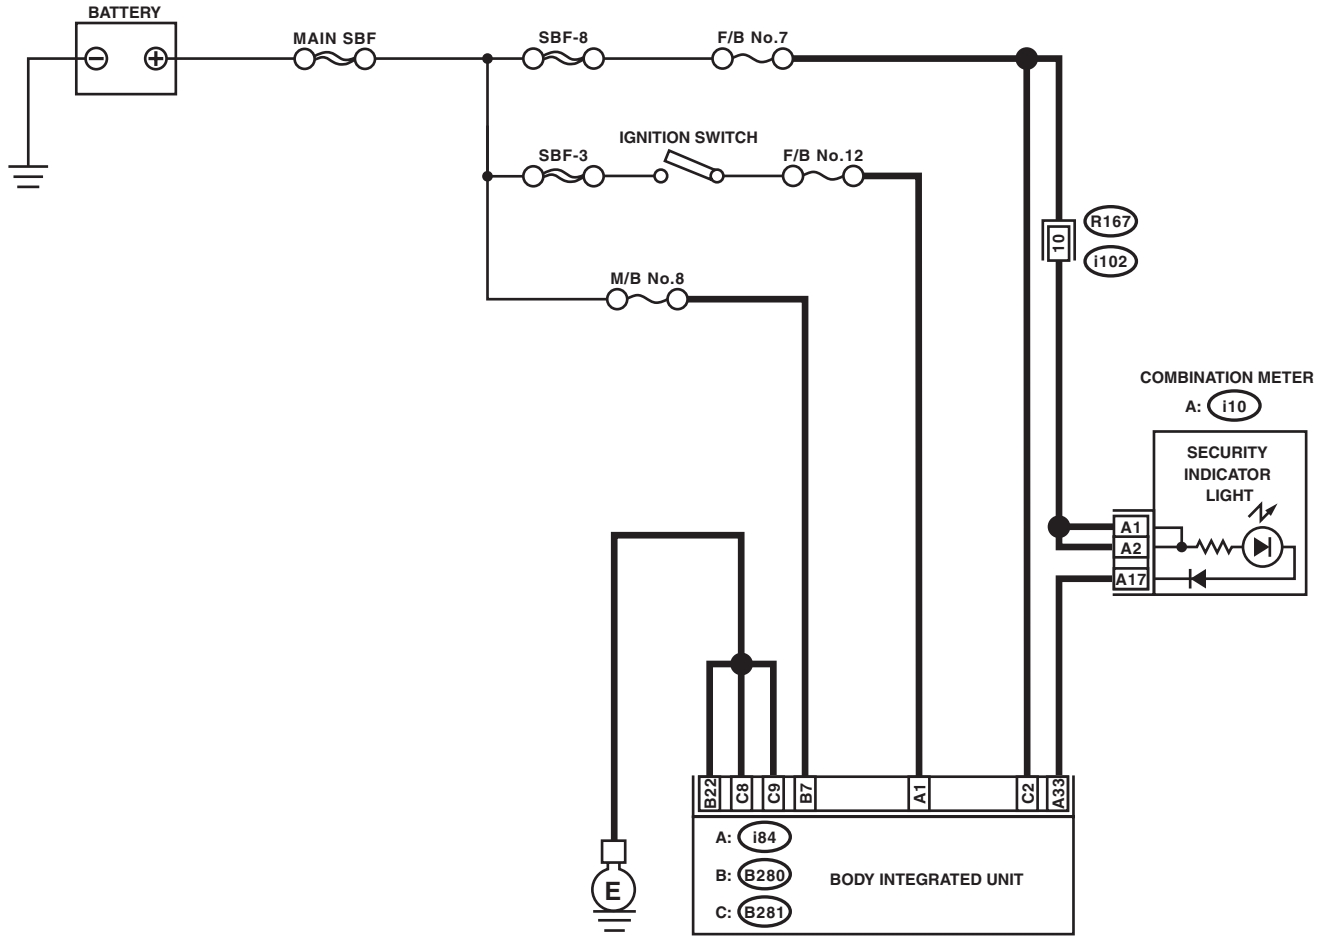 BATTERY
MAIN SBF
SBF-8
F/B No.7
IGNITION SWITCH
SBF-3
F/B No.12
R167
10
i102
M/B No.8
COMBINATION METER
A: i10
SECURITY
INDICATOR
LIGHT
A1
A2
A17
B22
C8
C9
B7
A1
C2
A33
A: i84
B: B280
BODY INTEGRATED UNIT
C: B281
E